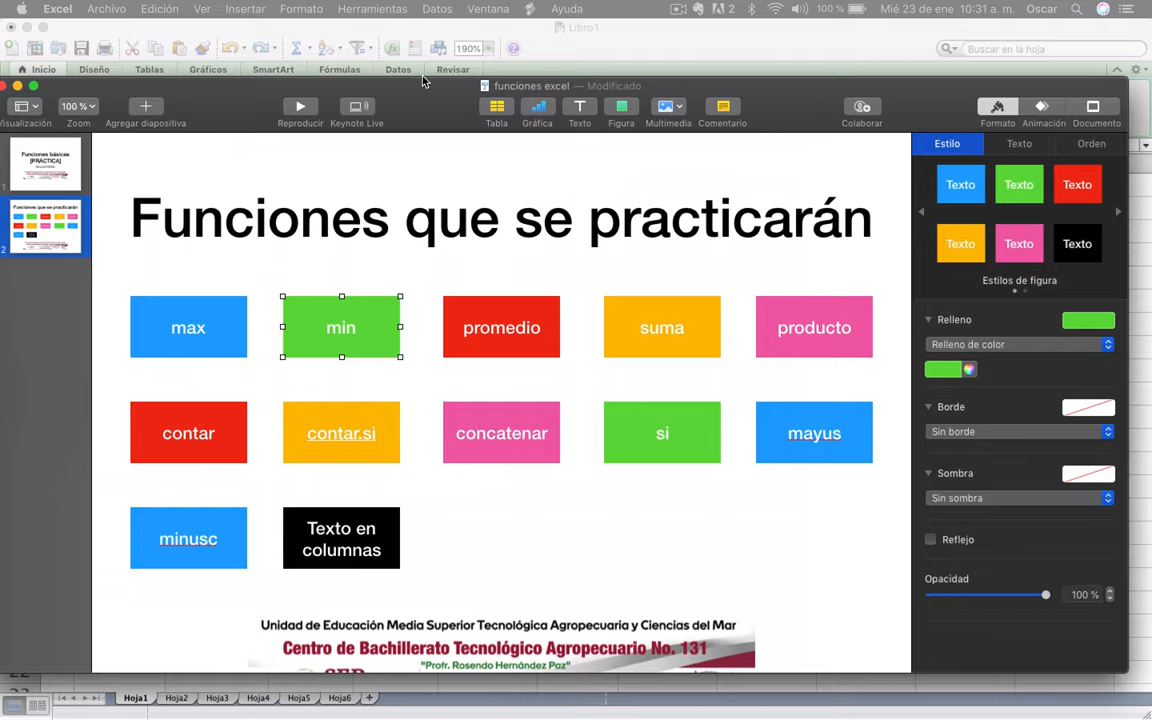 Excel Archivo Edición Ver Insertar Formato Herramientas Datos Ventana Ayuda 2 100 % Mié 23 de ene 10:31 a. m. Oscar
Libro1
190% Buscar en la hoja
Inicio Diseño Tablas Gráficos SmartArt Fórmulas Datos Revisar
funciones excel — Modificado
100 %
Visualización Zoom Agregar diapositiva Reproducir Keynote Live Tabla Gráfica Texto Figura Multimedia Comentario Colaborar Formato Animación Documento
Estilo Texto Orden
Funciones básicas
[PRÁCTICA]
1
Funciones que se practicarán
2
Funciones que se practicarán
max min promedio suma producto
contar contar.si concatenar si mayus
minusc Texto en
columnas
Unidad de Educación Media Superior Tecnológica Agropecuaria y Ciencias del Mar
Centro de Bachillerato Tecnológico Agropecuario No. 131
"Profr. Rosendo Hernández Paz"
Texto Texto Texto
Texto Texto Texto
Estilos de figura
Relleno
Relleno de color
Borde
Sin borde
Sombra
Sin sombra
Reflejo
Opacidad
100 %
Hoja1 Hoja2 Hoja3 Hoja4 Hoja5 Hoja6